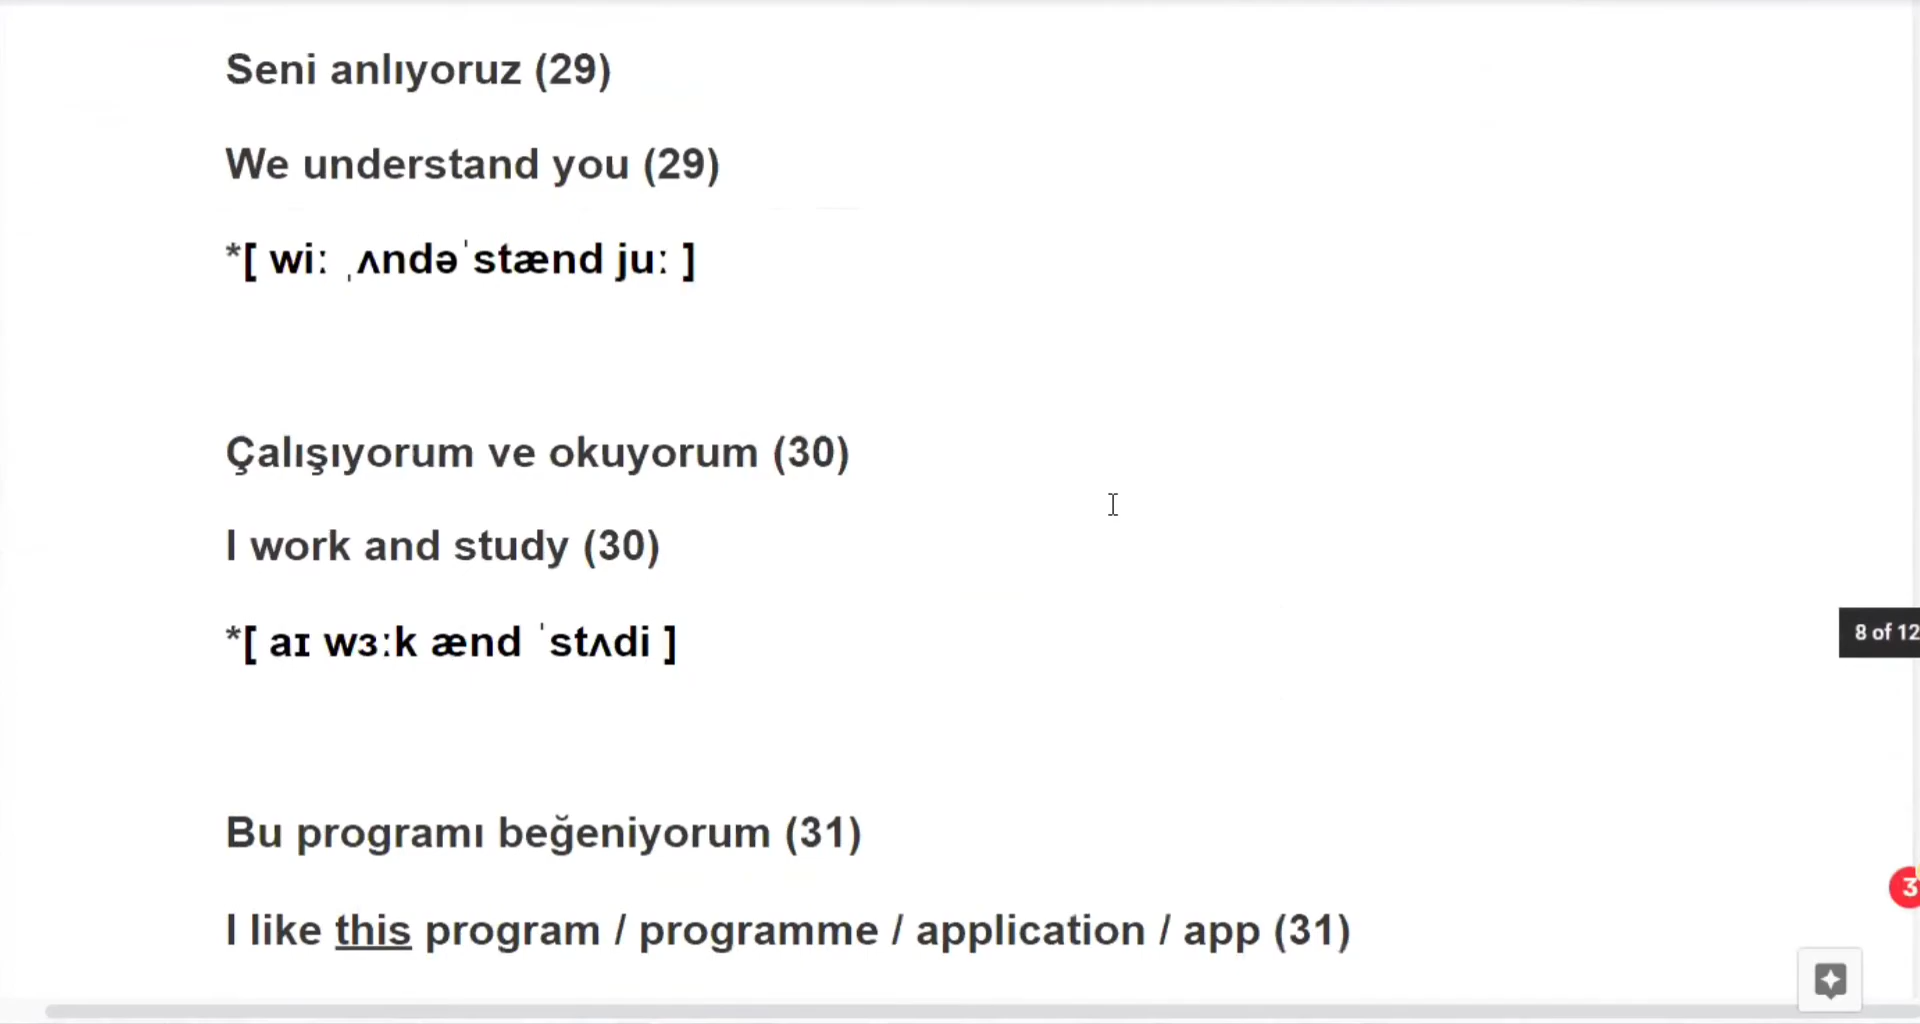 Seni anlıyoruz (29)
We understand you (29)
*[ wiː ˌʌndəˈstænd juː ]
Çalışıyorum ve okuyorum (30)
I work and study (30)
*[ aɪ wɜːk ænd ˈstʌdi ]
8 of 12
Bu programı beğeniyorum (31)
3
I like this program / programme / application / app (31)